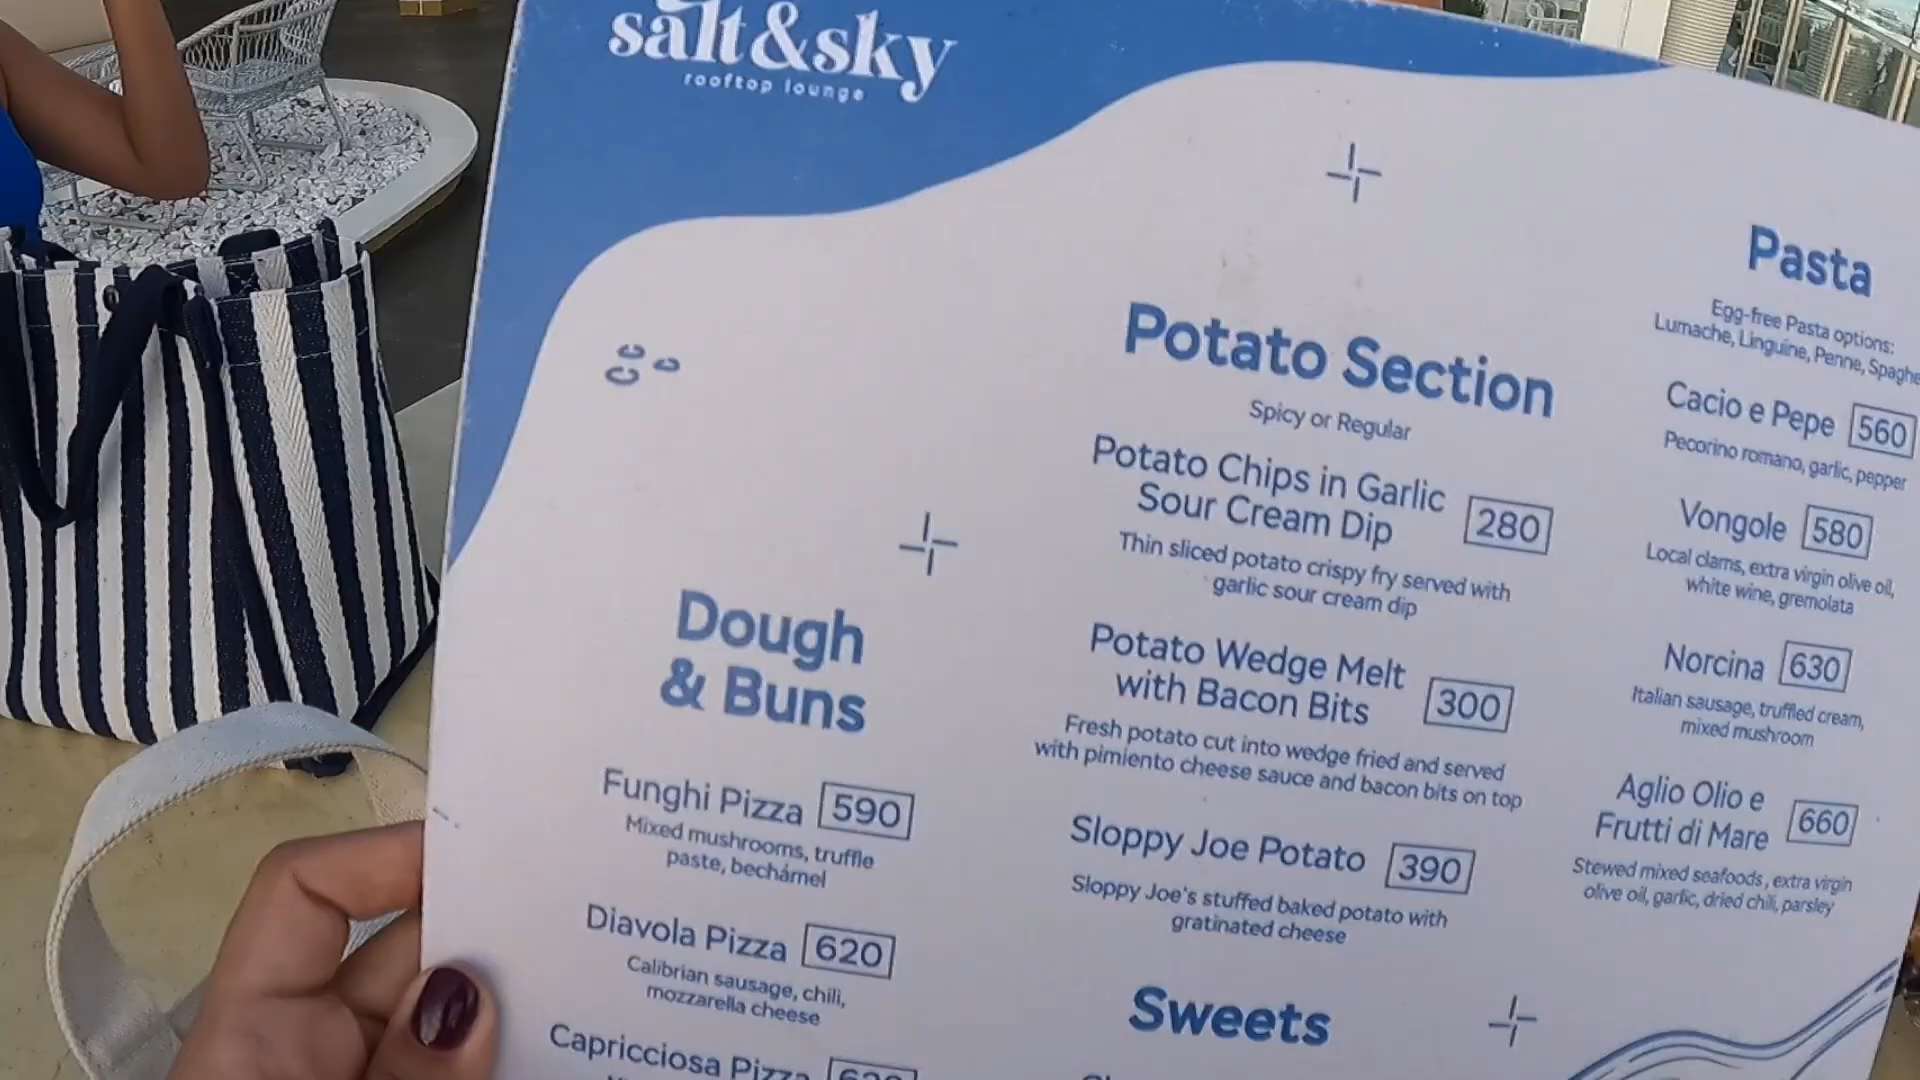 salt&sky
rooftop lounge
Dough
& Buns
Funghi Pizza 590
Mixed mushrooms, truffle
paste, bechámel
Diavola Pizza 620
Calibrian sausage, chili,
mozzarella cheese
Capricciosa Pizza
Potato Section
Spicy or Regular
Potato Chips in Garlic
Sour Cream Dip 280
Thin sliced potato crispy fry served with
garlic sour cream dip
Potato Wedge Melt
with Bacon Bits 300
Fresh potato cut into wedge fried and served
with pimiento cheese sauce and bacon bits on top
Sloppy Joe Potato 390
Sloppy Joe's stuffed baked potato with
gratinated cheese
Sweets
Pasta
Egg-free Pasta options:
Lumache, Linguine, Penne,
Cacio e Pepe 560
Pecorino romano, garlic, pepper
Vongole 580
Local clams, extra virgin olive oil,
white wine, gremolata
Norcina 630
Italian sausage, truffled cream,
mixed mushroom
Aglio Olio e
Frutti di Mare 660
Stewed mixed seafoods, extra virgin
olive oil, garlic, dried chili, parsley